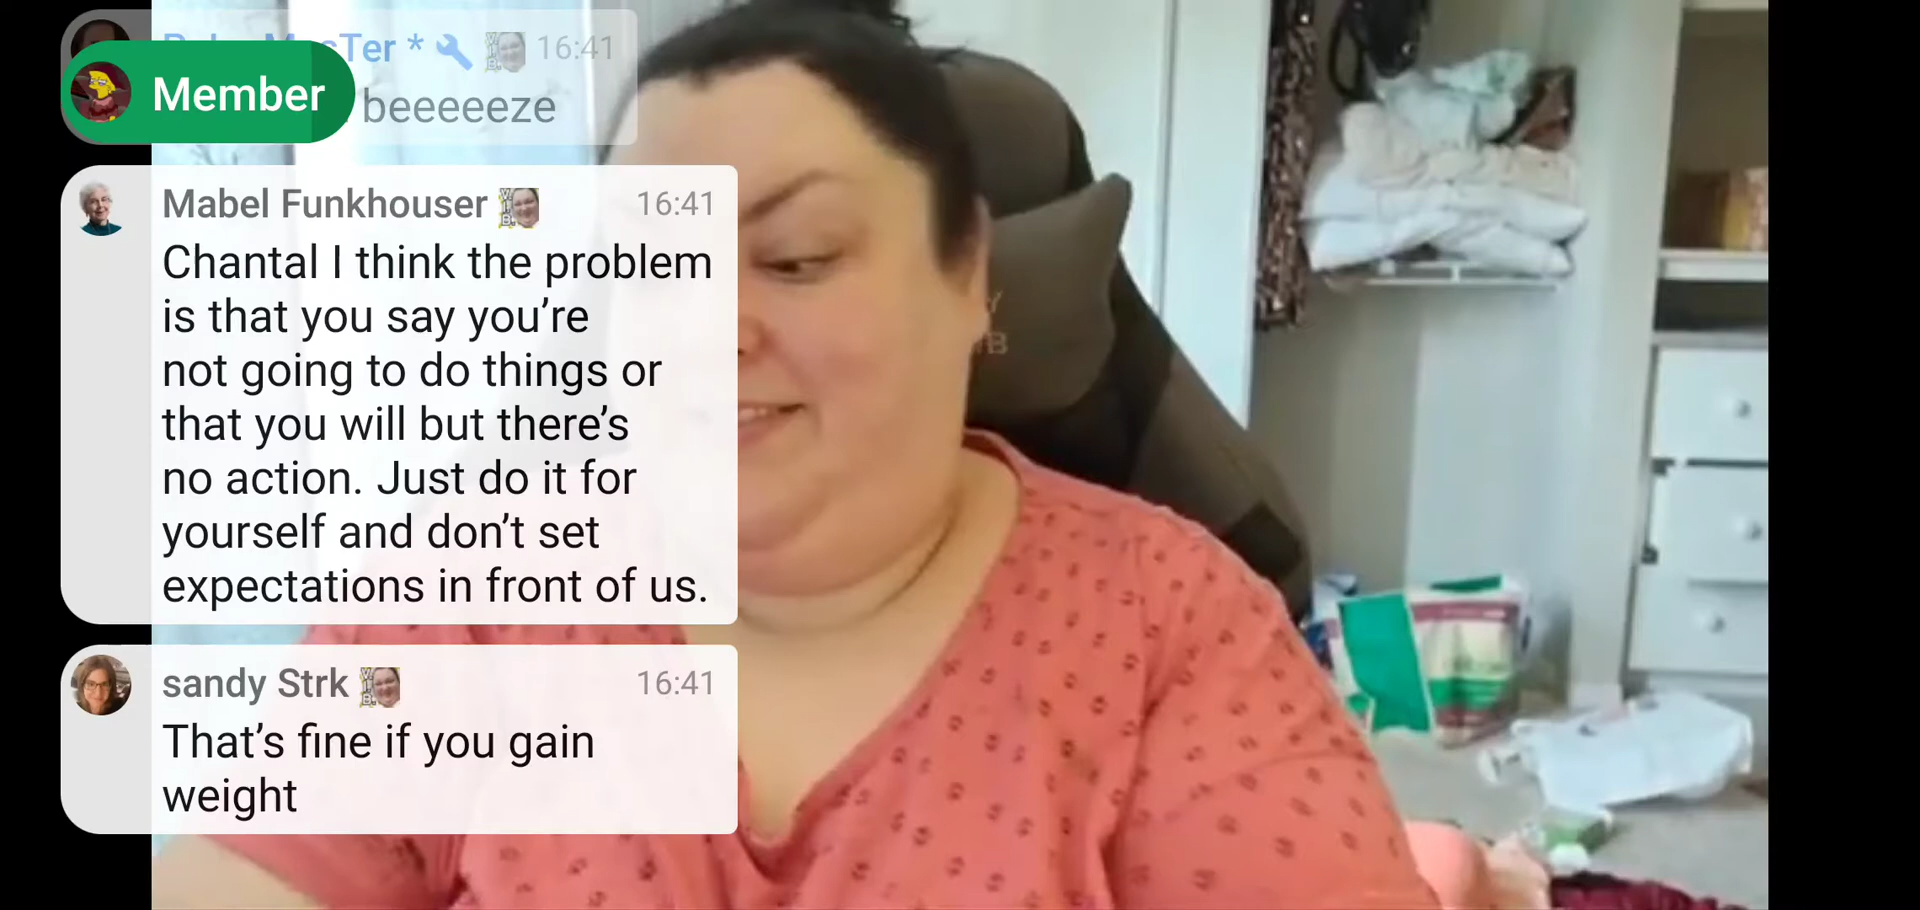 MasTer * 16:41
Member beeeeeze
Mabel Funkhouser 16:41
Chantal I think the problem
is that you say you’re
not going to do things or
that you will but there’s
no action. Just do it for
yourself and don’t set
expectations in front of us.
sandy Strk 16:41
That’s fine if you gain
weight